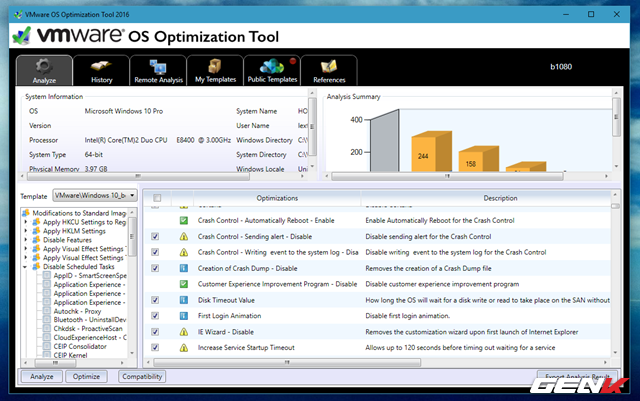 VMware OS Optimization Tool 2016
vmware® OS Optimization Tool
Analyze
History
Remote Analysis
My Templates
Public Templates
References
b1080
System Information
OS Microsoft Windows 10 Pro System Name
Version User Name
Processor Intel(R) Core(TM)2 Duo CPU E8400 @ 3.00GHz Windows Directory
System Type 64-bit System Directory
Physical Memory 3.97 GB Windows Locale
Analysis Summary
400
200
244
158
Template VMware\Windows 10_b
Modifications to Standard Imag
Apply HKCU Settings to Reg
Apply HKLM Settings
Disable Features
Apply Visual Effect Settings
Apply Visual Effect Settings
Disable Scheduled Tasks
AppID - SmartScreenSpe
Application Experience -
Application Experience -
Application Experience -
Autochk - Proxy
Bluetooth - UninstallDev
Chkdsk - ProactiveScan
CloudExperienceHost - C
CEIP Consolidator
CEIP Kernel
Optimizations Description
Crash Control - Automatically Reboot - Enable Enable Automatically Reboot for the Crash Control
Crash Control - Sending alert - Disable Disable sending alert for the Crash Control
Crash Control - Writing event to the system log - Disa Disable writing event to the system log for the Crash Control
Creation of Crash Dump - Disable Removes the creation of a Crash Dump file
Customer Experience Improvement Program - Disable Disable customer experience improvement program
Disk Timeout Value How long the OS will wait for a disk write or read to take place on the SAN without
First Login Animation Disable first login animation.
IE Wizard - Disable Removes the customization wizard upon first launch of Internet Explorer
Increase Service Startup Timeout Allows up to 120 seconds before timing out waiting for a service
Analyze
Optimize
Compatibility
Export Analysis Result
GENK